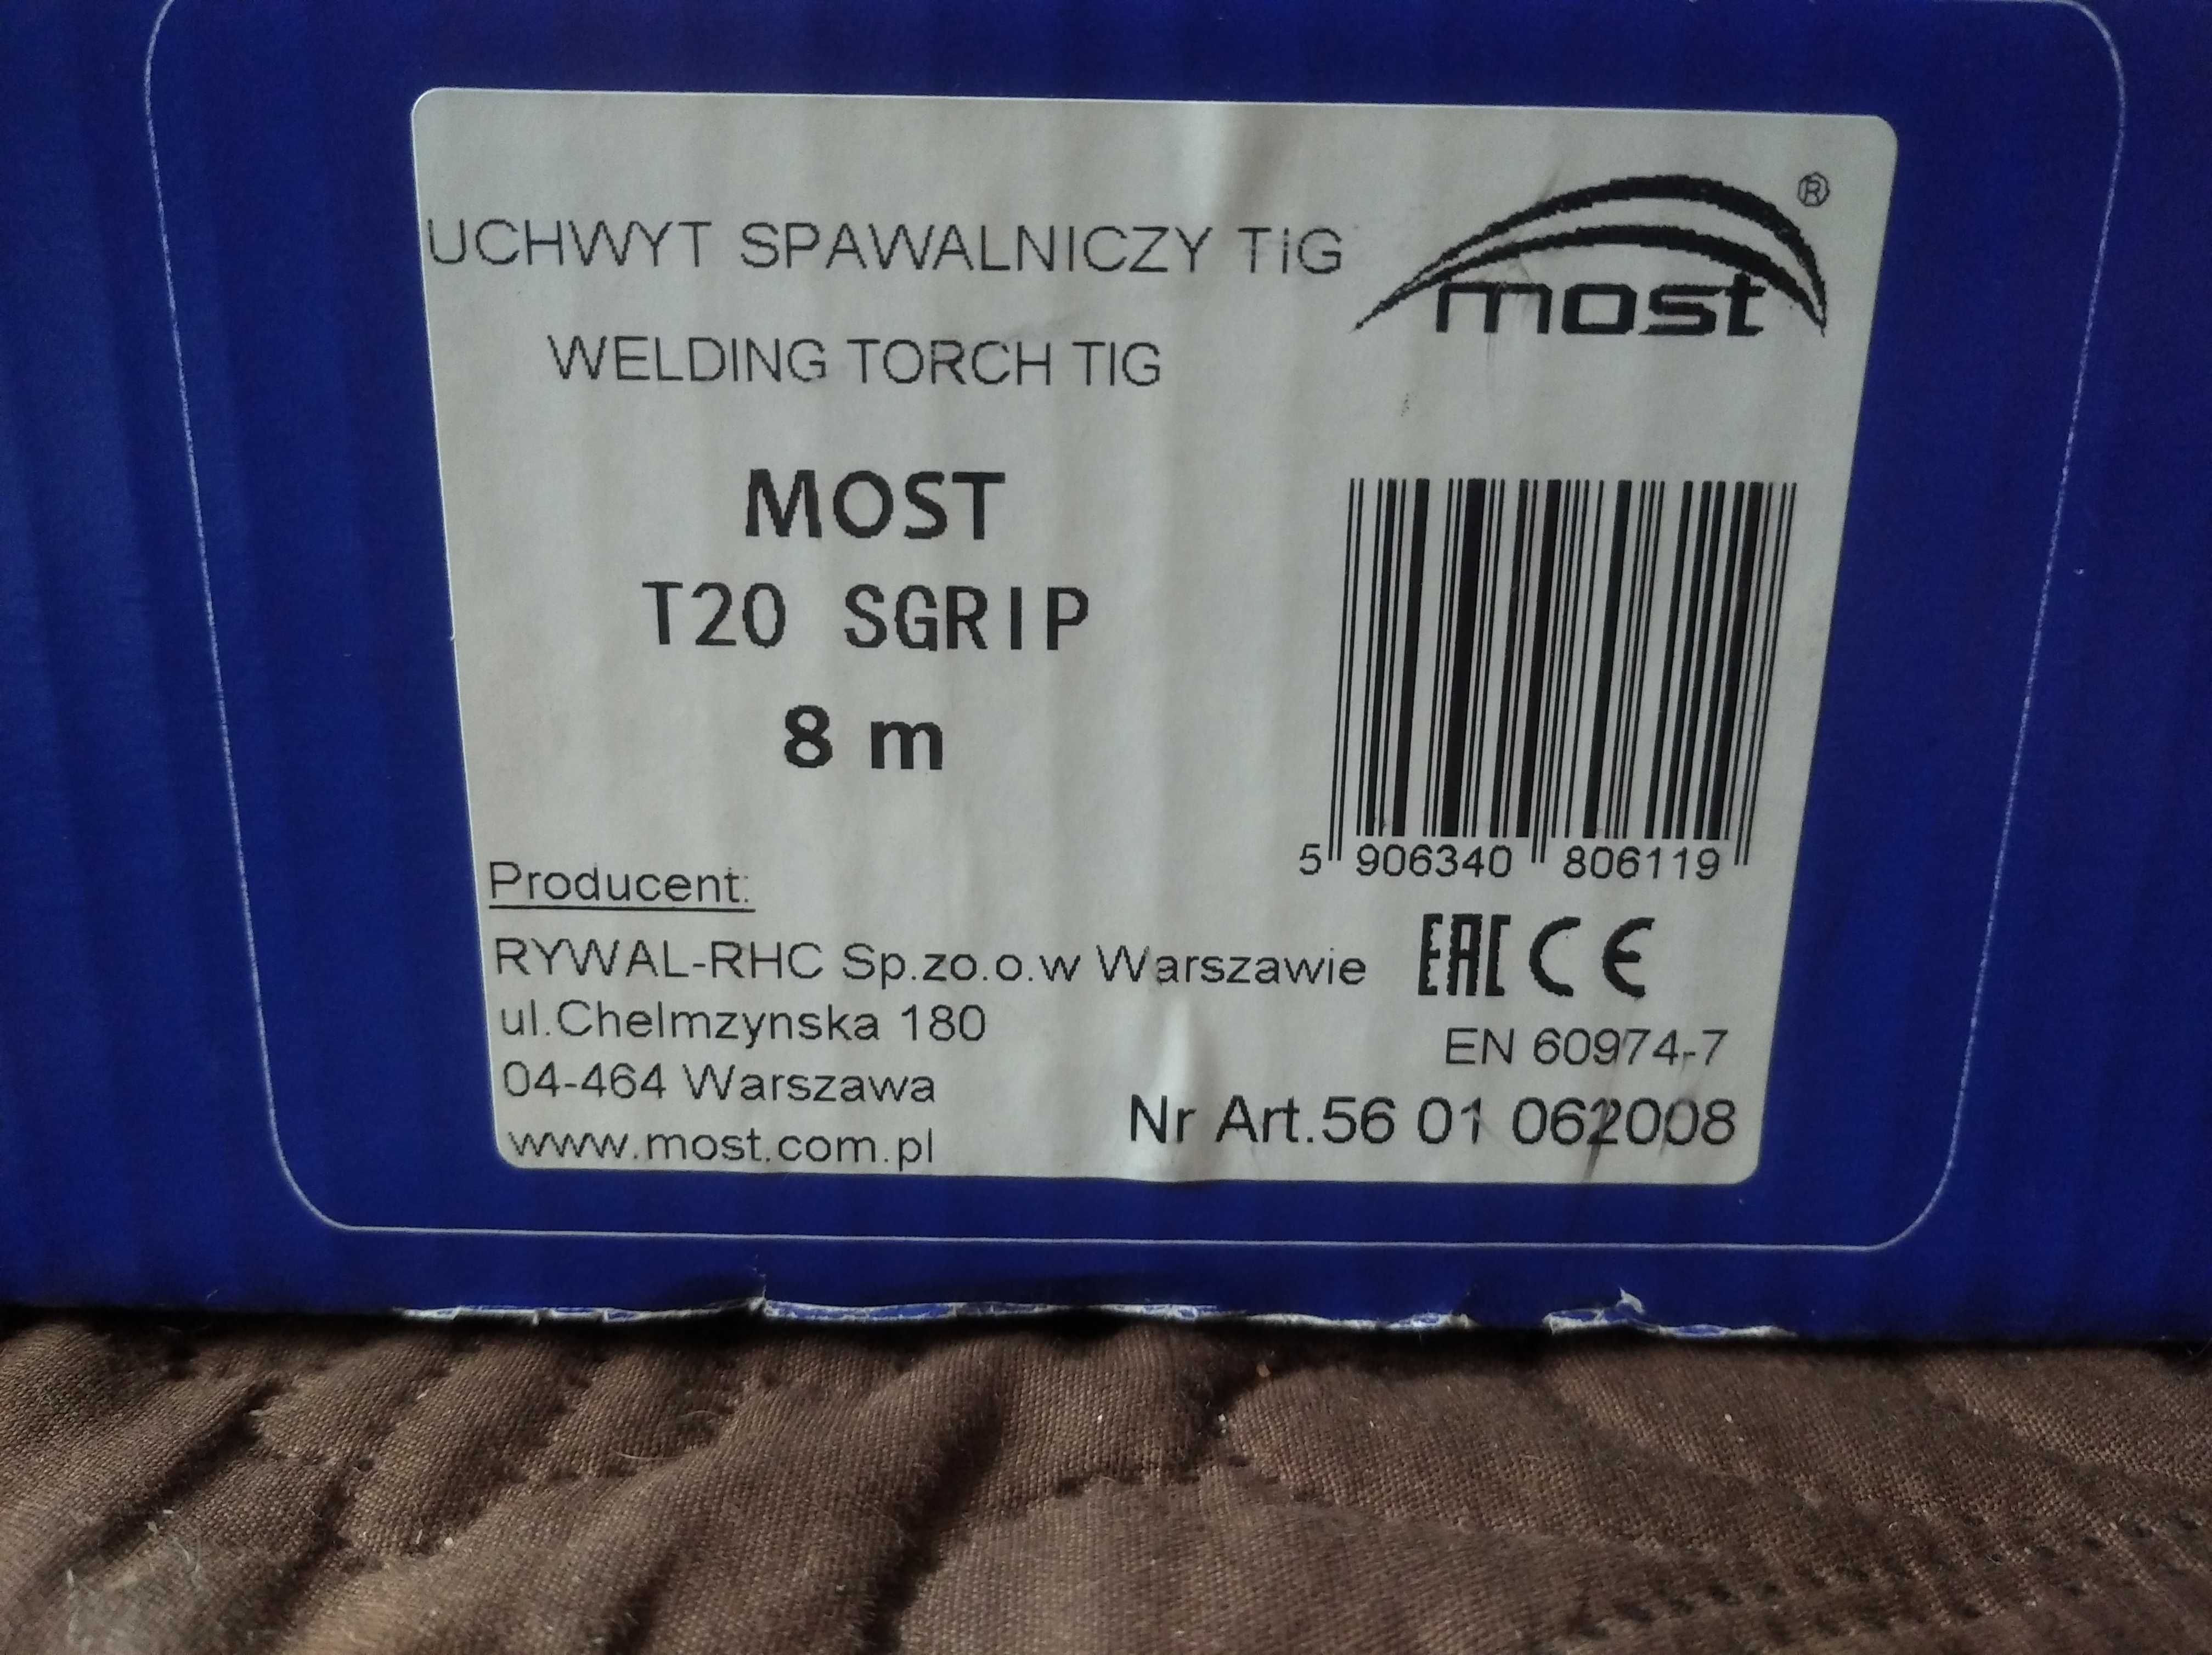 UCHWYT SPAWALNICZY TiG
most®
WELDING TORCH TIG
MOST
T20 SGRIP
8 m
5 906340 806119
Producent:
RYWAL-RHC Sp.zo.o.w Warszawie
ul.Chelmzynska 180
04-464 Warszawa
www.most.com.pl
EAC CE
EN 60974-7
Nr Art.56 01 062008